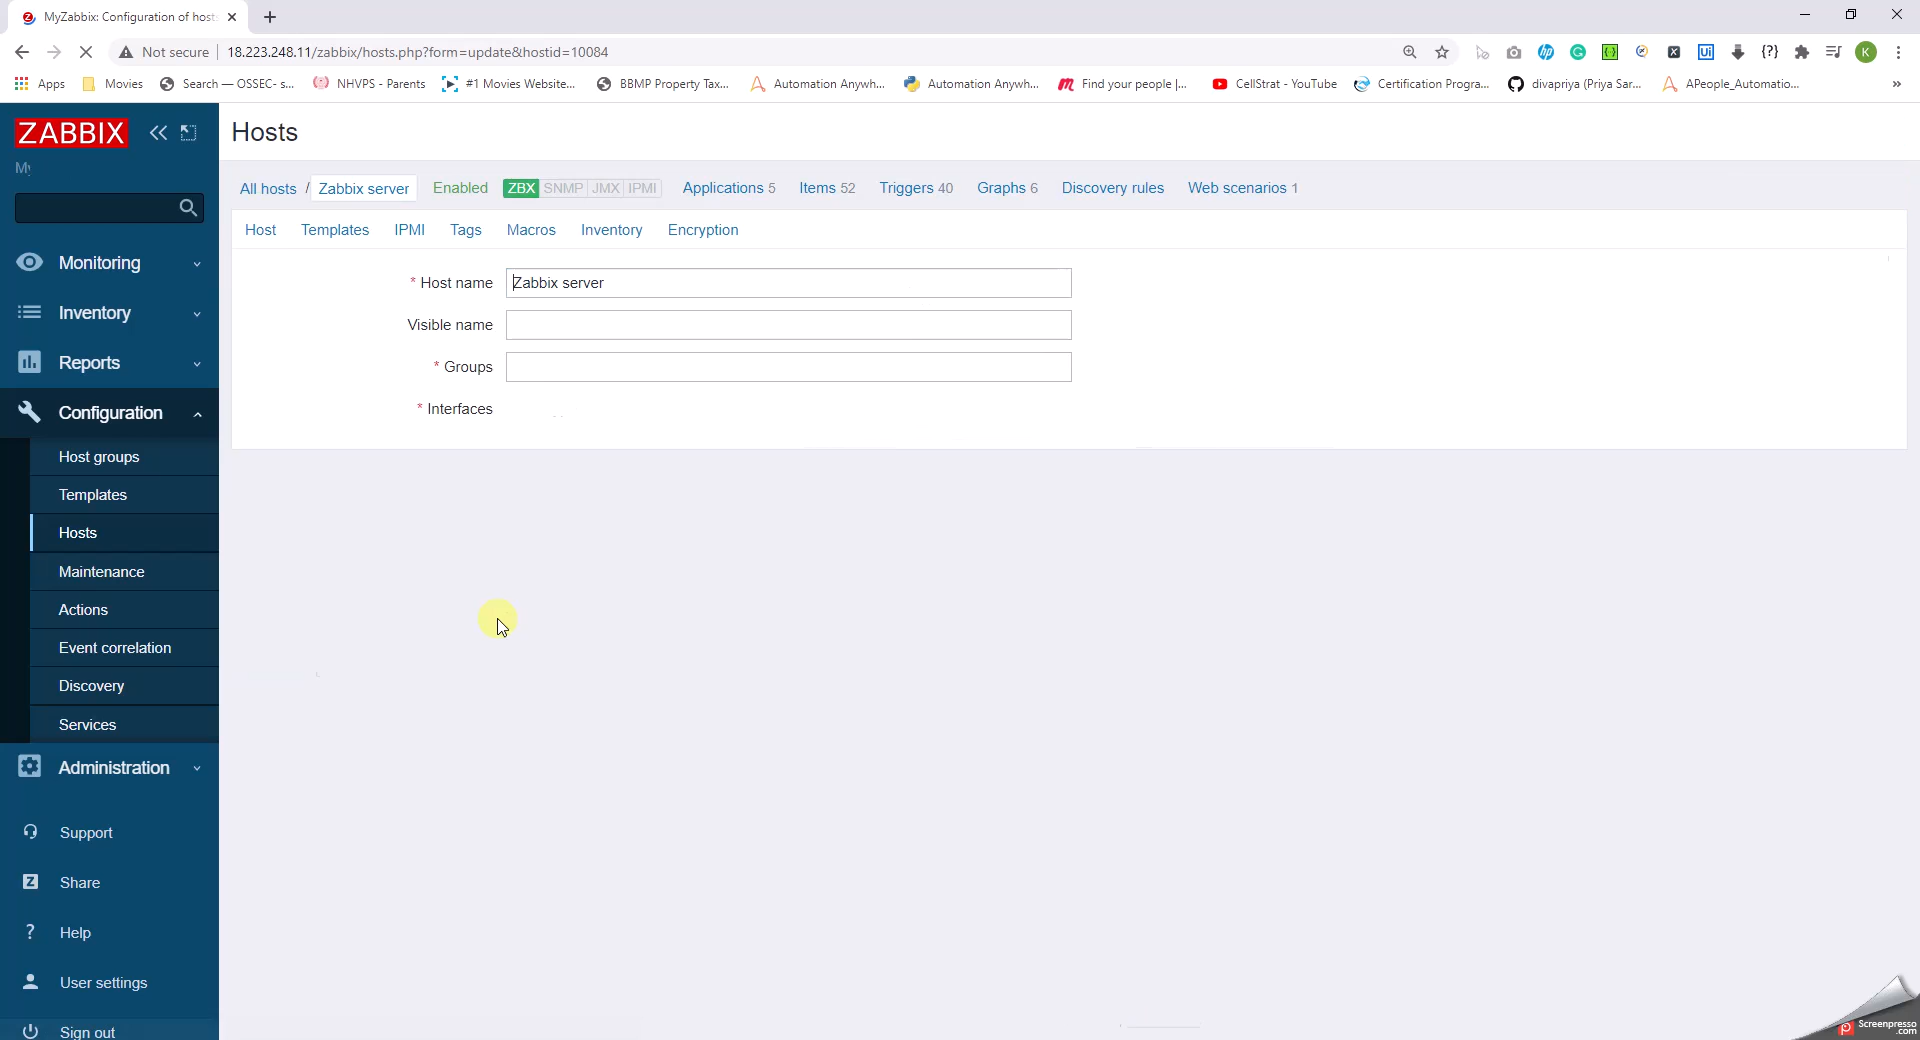 MyZabbix: Configuration of hosts
Not secure
18.223.248.11/zabbix/hosts.php?form=update&hostid=10084
K
Apps
Movies
Search — OSSEC- s...
NHVPS - Parents
#1 Movies Website...
BBMP Property Tax...
Automation Anywh...
Automation Anywh...
Find your people |...
CellStrat - YouTube
Certification Progra...
divapriya (Priya Sar...
APeople_Automatio...
ZABBIX
My
Hosts
All hosts / Zabbix server Enabled ZBX SNMP JMX IPMI Applications 5 Items 52 Triggers 40 Graphs 6 Discovery rules Web scenarios 1
Host Templates IPMI Tags Macros Inventory Encryption
* Host name Zabbix server
Visible name
* Groups
* Interfaces
Monitoring
Inventory
Reports
Configuration
Host groups
Templates
Hosts
Maintenance
Actions
Event correlation
Discovery
Services
Administration
Support
Share
Help
User settings
Sign out
Screenpresso
.com